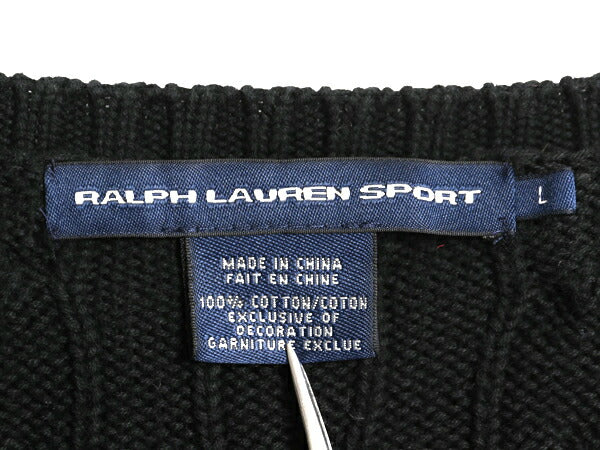 RALPH LAUREN SPORT
L
MADE IN CHINA
FAIT EN CHINE
100% COTTON/COTON
EXCLUSIVE OF
DECORATION
GARNITURE EXCLUE